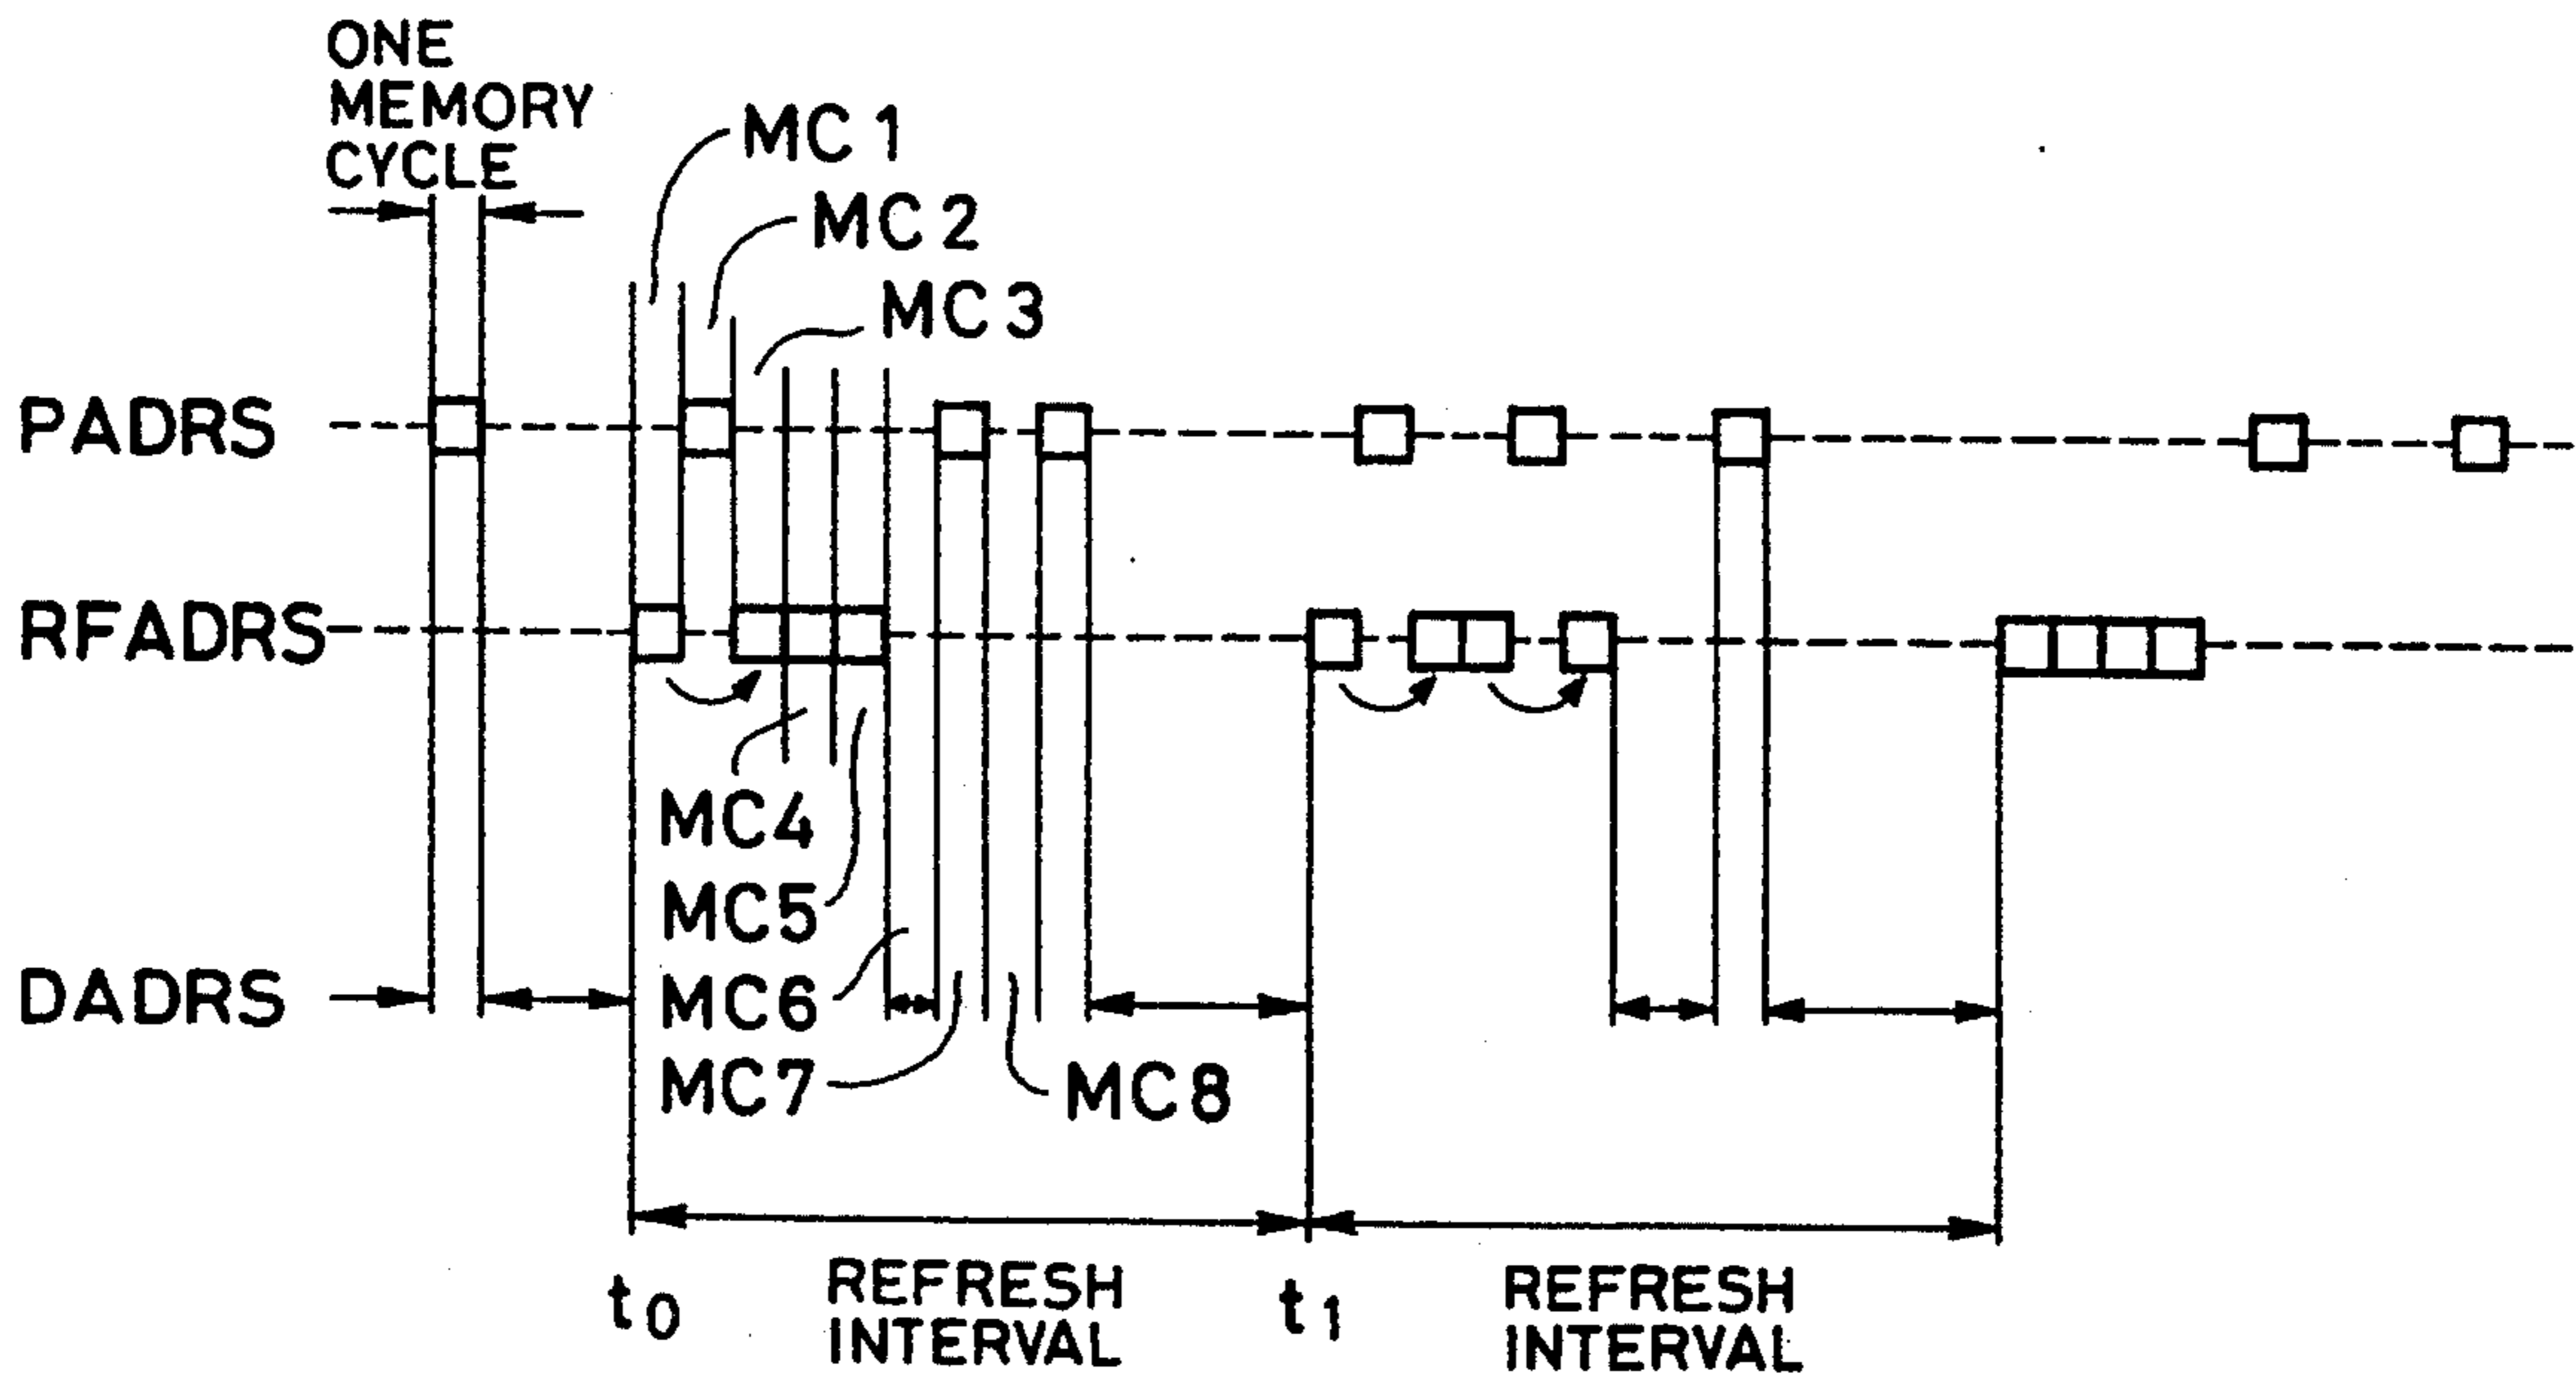 ONE
MEMORY
CYCLE
MC 1
MC 2
MC 3
PADRS
RFADRS
MC4
MC5
DADRS
MC6
MC7
MC8
t0
REFRESH
INTERVAL
t1
REFRESH
INTERVAL